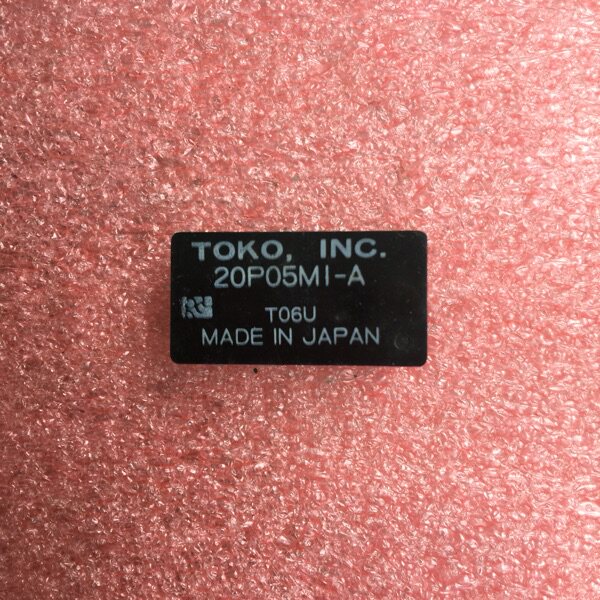 TOKO, INC.
20P05MI-A
T06U
MADE IN JAPAN